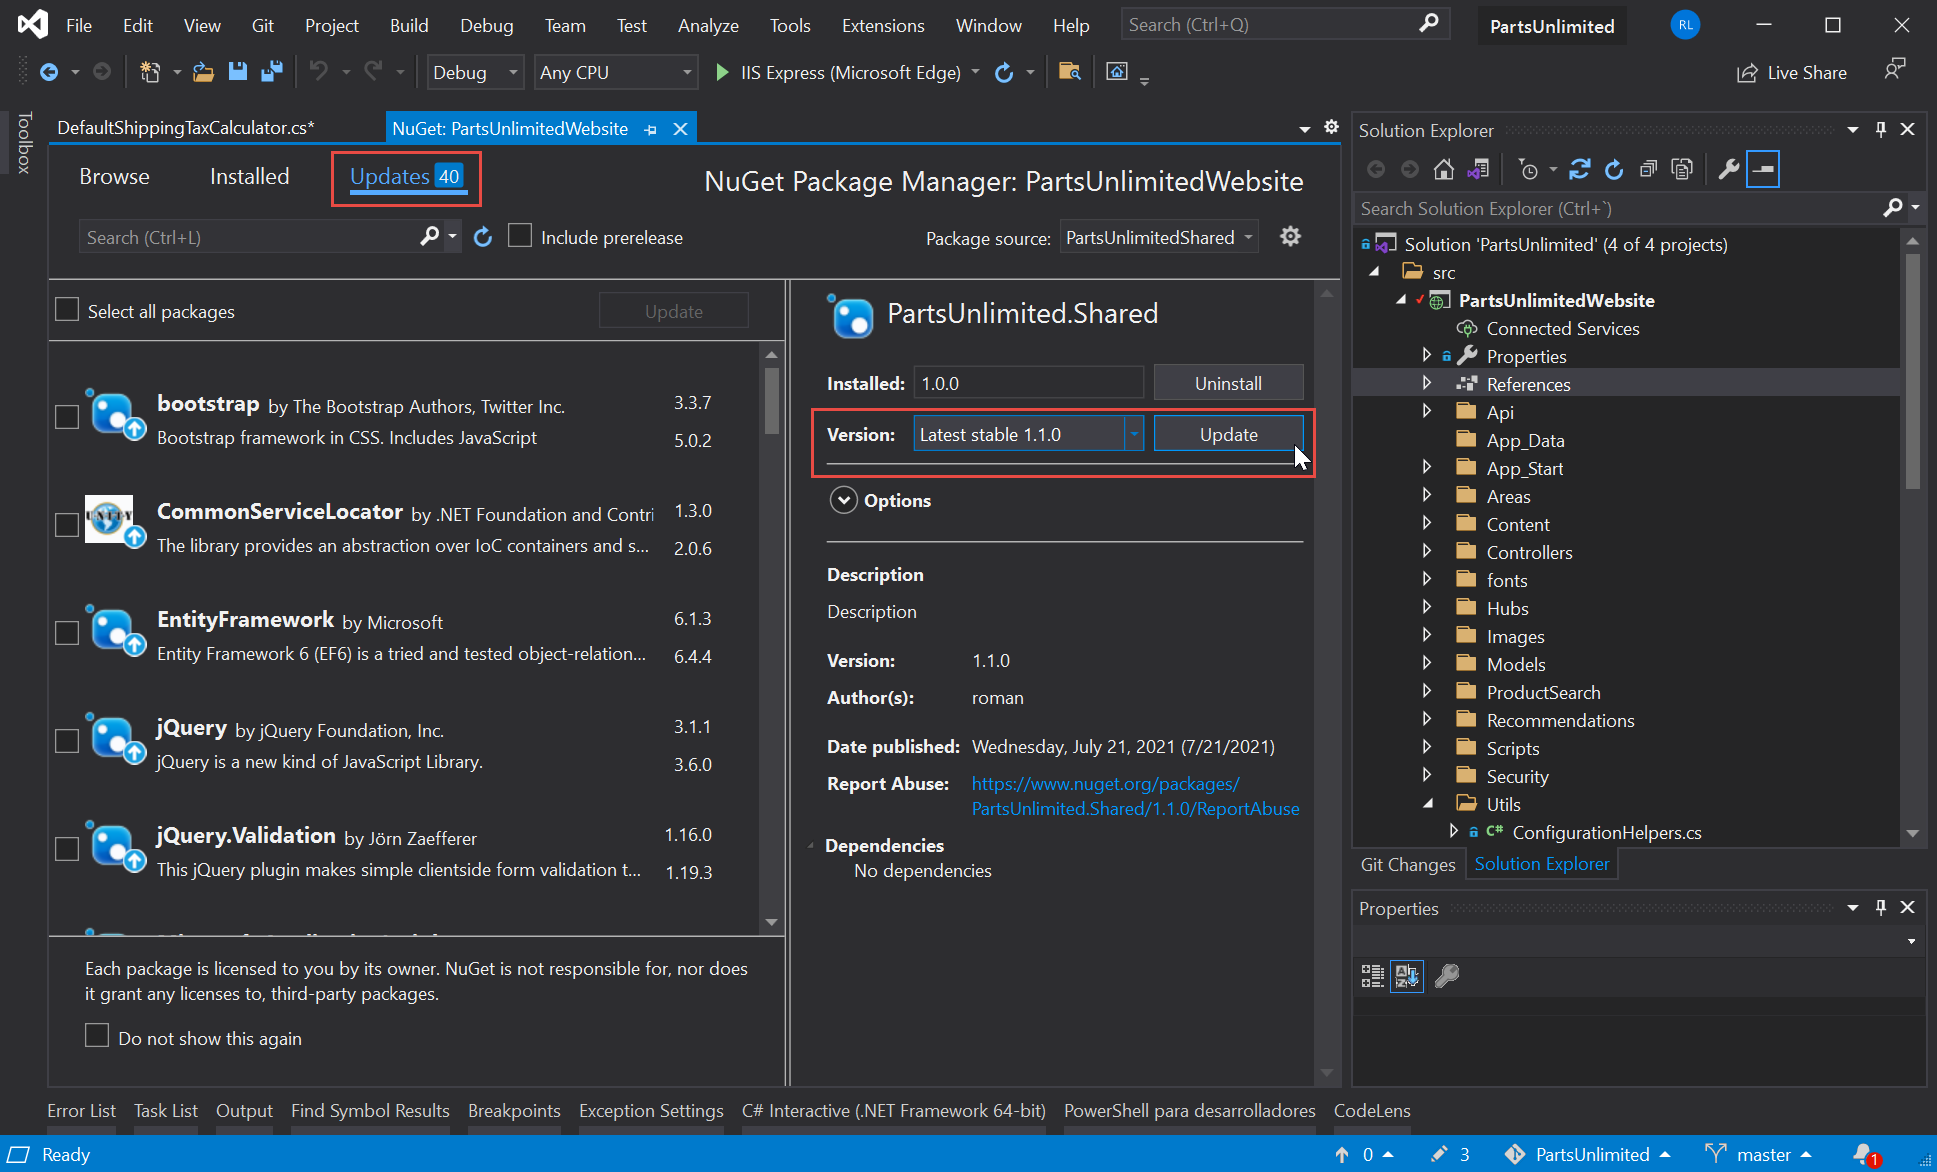 File Edit View Git Project Build Debug Team Test Analyze Tools Extensions Window Help Search (Ctrl+Q) PartsUnlimited RL
Debug Any CPU IIS Express (Microsoft Edge) Live Share
Toolbox
DefaultShippingTaxCalculator.cs* NuGet: PartsUnlimitedWebsite
Browse Installed Updates 40
NuGet Package Manager: PartsUnlimitedWebsite
Search (Ctrl+L) Include prerelease Package source: PartsUnlimitedShared
Select all packages Update
bootstrap by The Bootstrap Authors, Twitter Inc. 3.3.7
Bootstrap framework in CSS. Includes JavaScript 5.0.2
CommonServiceLocator by .NET Foundation and Contri 1.3.0
The library provides an abstraction over IoC containers and s... 2.0.6
EntityFramework by Microsoft 6.1.3
Entity Framework 6 (EF6) is a tried and tested object-relation... 6.4.4
jQuery by jQuery Foundation, Inc. 3.1.1
jQuery is a new kind of JavaScript Library. 3.6.0
jQuery.Validation by Jörn Zaefferer 1.16.0
This jQuery plugin makes simple clientside form validation t... 1.19.3
Each package is licensed to you by its owner. NuGet is not responsible for, nor does
it grant any licenses to, third-party packages.
Do not show this again
PartsUnlimited.Shared
Installed: 1.0.0 Uninstall
Version: Latest stable 1.1.0 Update
Options
Description
Description
Version: 1.1.0
Author(s): roman
Date published: Wednesday, July 21, 2021 (7/21/2021)
Report Abuse: https://www.nuget.org/packages/
PartsUnlimited.Shared/1.1.0/ReportAbuse
Dependencies
No dependencies
Solution Explorer
Search Solution Explorer (Ctrl+`)
Solution 'PartsUnlimited' (4 of 4 projects)
src
PartsUnlimitedWebsite
Connected Services
Properties
References
Api
App_Data
App_Start
Areas
Content
Controllers
fonts
Hubs
Images
Models
ProductSearch
Recommendations
Scripts
Security
Utils
C# ConfigurationHelpers.cs
Git Changes Solution Explorer
Properties
Error List Task List Output Find Symbol Results Breakpoints Exception Settings C# Interactive (.NET Framework 64-bit) PowerShell para desarrolladores CodeLens
Ready 0 3 PartsUnlimited master 1